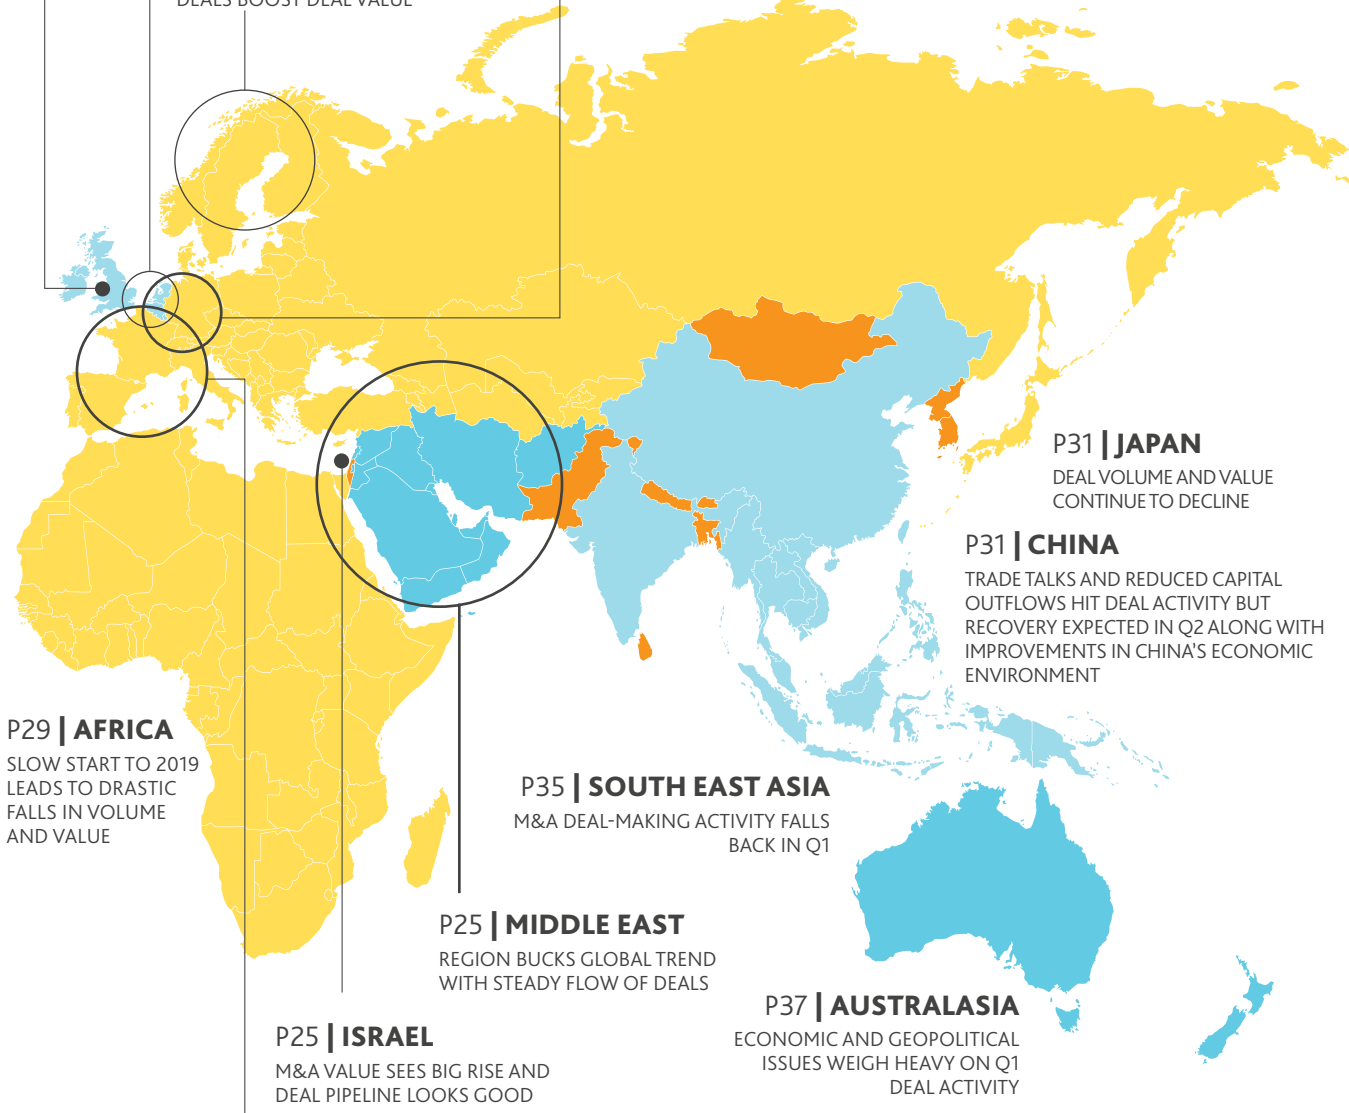 DEALS BOOST DEAL VALUE
P31 | JAPAN
DEAL VOLUME AND VALUE
CONTINUE TO DECLINE
P31 | CHINA
TRADE TALKS AND REDUCED CAPITAL
OUTFLOWS HIT DEAL ACTIVITY BUT
RECOVERY EXPECTED IN Q2 ALONG WITH
IMPROVEMENTS IN CHINA'S ECONOMIC
ENVIRONMENT
P29 | AFRICA
SLOW START TO 2019
LEADS TO DRASTIC
FALLS IN VOLUME
AND VALUE
P35 | SOUTH EAST ASIA
M&A DEAL-MAKING ACTIVITY FALLS
BACK IN Q1
P25 | MIDDLE EAST
REGION BUCKS GLOBAL TREND
WITH STEADY FLOW OF DEALS
P37 | AUSTRALASIA
ECONOMIC AND GEOPOLITICAL
ISSUES WEIGH HEAVY ON Q1
DEAL ACTIVITY
P25 | ISRAEL
M&A VALUE SEES BIG RISE AND
DEAL PIPELINE LOOKS GOOD